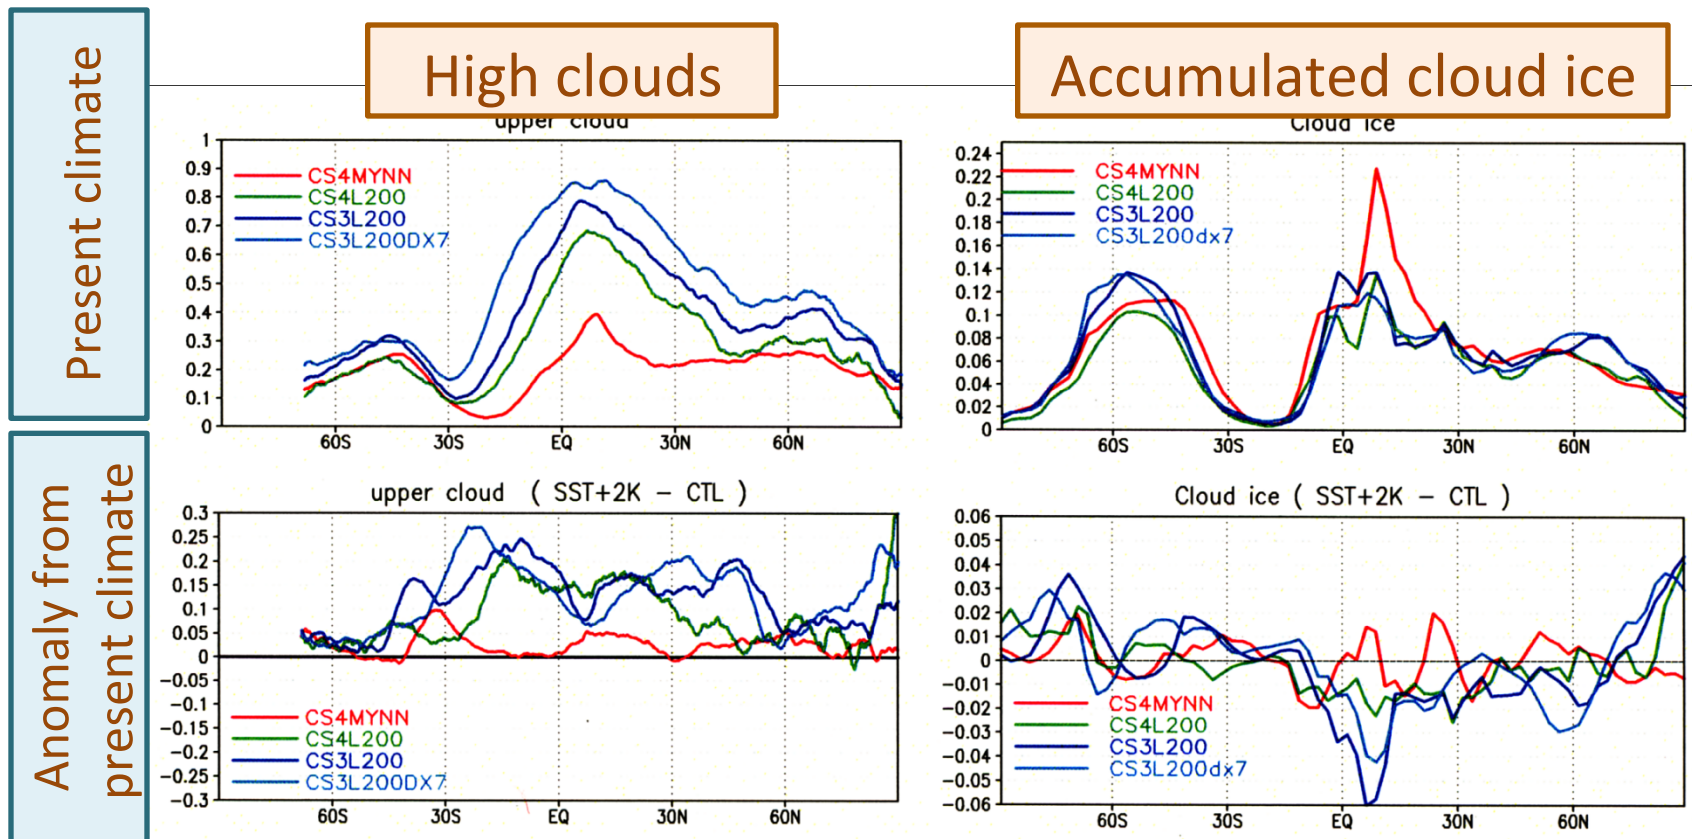 Present climate
High clouds
Accumulated cloud ice
upper cloud
1
0.9
0.8
0.7
0.6
0.5
0.4
0.3
0.2
0.1
0
CS4MYNN
CS4L200
CS3L200
CS3L200DX7
60S 30S EQ 30N 60N
Cloud ice
0.24
0.22
0.2
0.18
0.16
0.14
0.12
0.1
0.08
0.06
0.04
0.02
0
CS4MYNN
CS4L200
CS3L200
CS3L200dx7
60S 30S EQ 30N 60N
Anomaly from
present climate
upper cloud ( SST+2K − CTL )
0.3
0.25
0.2
0.15
0.1
0.05
0
−0.05
−0.1
−0.15
−0.2
−0.25
−0.3
CS4MYNN
CS4L200
CS3L200
CS3L200DX7
60S 30S EQ 30N 60N
Cloud ice ( SST+2K − CTL )
0.06
0.05
0.04
0.03
0.02
0.01
0
−0.01
−0.02
−0.03
−0.04
−0.05
−0.06
CS4MYNN
CS4L200
CS3L200
CS3L200dx7
60S 30S EQ 30N 60N